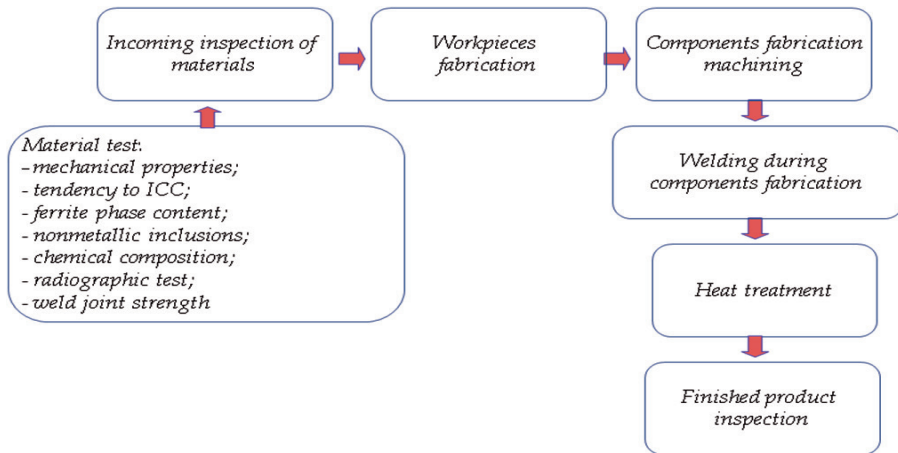 Incoming inspection of
materials
Workpieces
fabrication
Components fabrication
machining
Material test:
-mechanical properties;
- tendency to ICC;
- ferrite phase content;
- nonmetallic inclusions;
- chemical composition;
- radiographic test;
- weld joint strength
Welding during
components fabrication
Heat treatment
Finished product
inspection